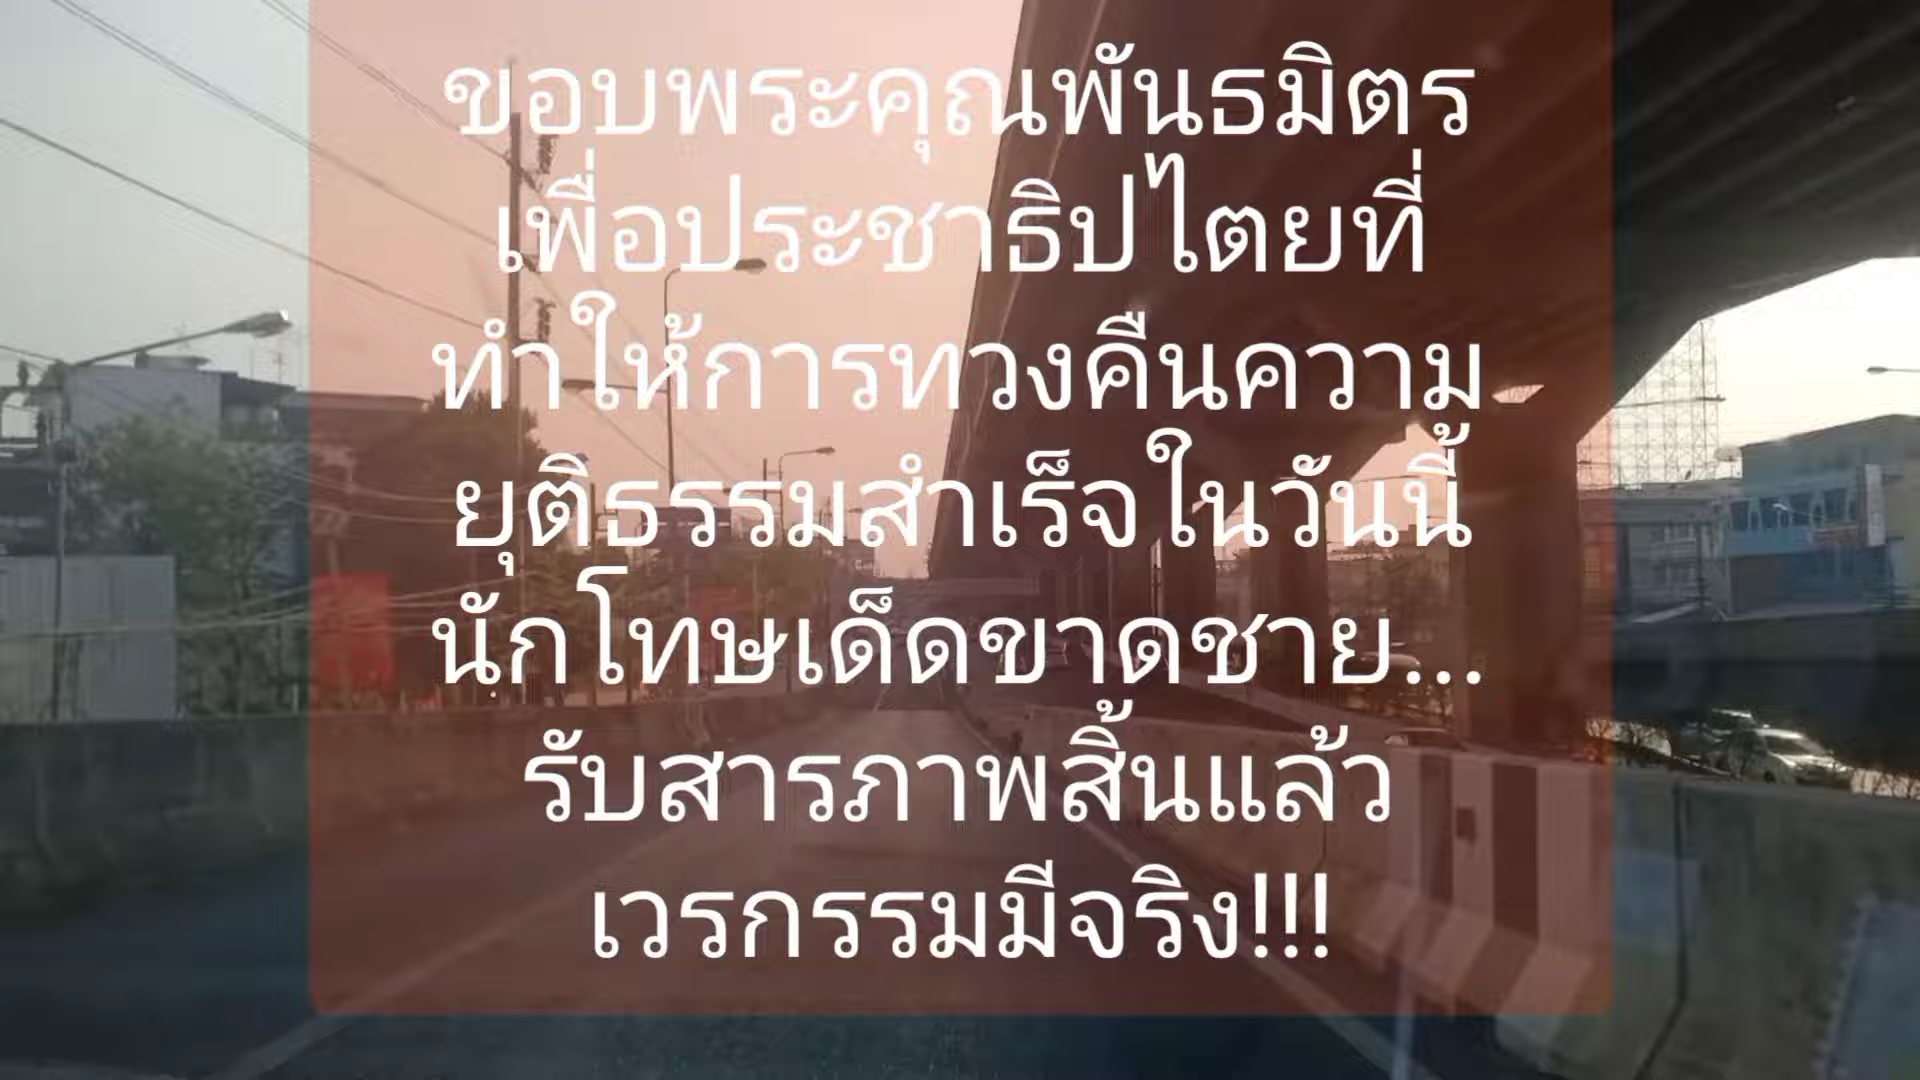 ขอบพระคุณพันธมิตร
เพื่อประชาธิปไตยที่
ทำให้การทวงคืนความ
ยุติธรรมสำเร็จในวันนี้
นักโทษเด็ดขาดชาย...
รับสารภาพสิ้นแล้ว
เวรกรรมมีจริง!!!